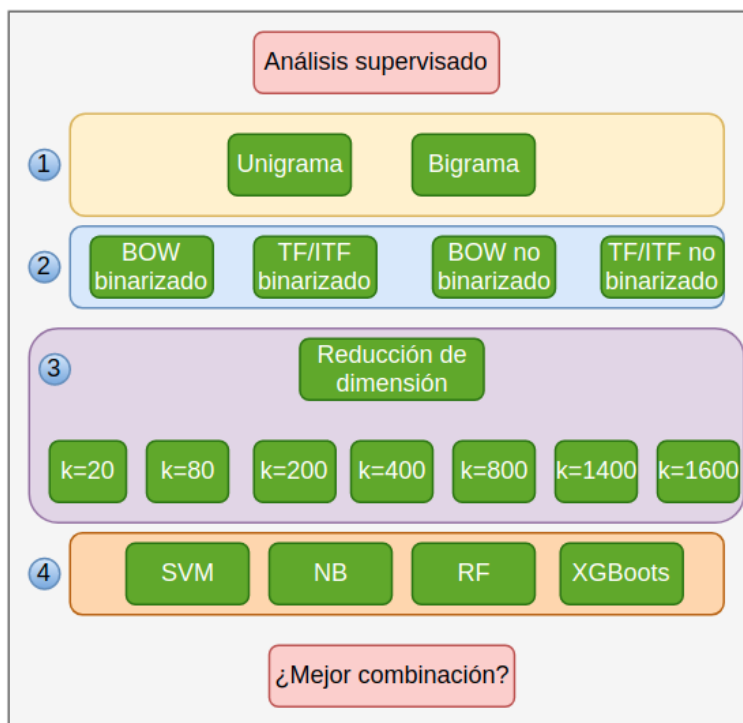 Análisis supervisado
1
Unigrama
Bigrama
2
BOW
binarizado
TF/ITF
binarizado
BOW no
binarizado
TF/ITF no
binarizado
3
Reducción de
dimensión
k=20
k=80
k=200
k=400
k=800
k=1400
k=1600
4
SVM
NB
RF
XGBoots
¿Mejor combinación?